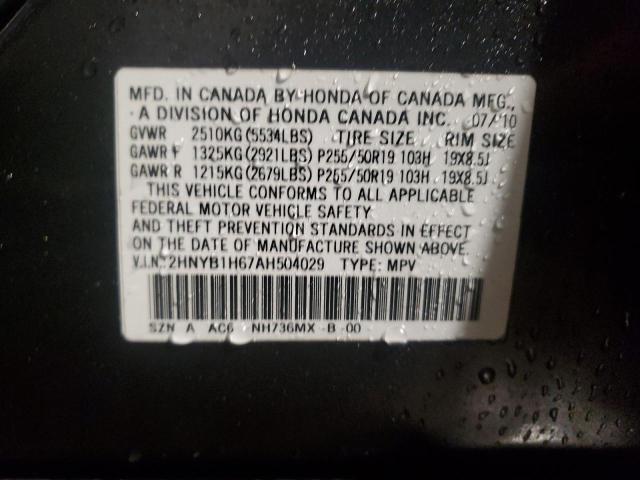 MFD. IN CANADA BY HONDA OF CANADA MFG.,
A DIVISION OF HONDA CANADA INC. 07/10
GVWR 2510KG (5534LBS) TIRE SIZE RIM SIZE
GAWR F 1325KG (2921LBS) P255/50R19 103H 19X8.5J
GAWR R 1215KG (2679LBS) P255/50R19 103H 19X8.5J
THIS VEHICLE CONFORMS TO ALL APPLICABLE
FEDERAL MOTOR VEHICLE SAFETY
AND THEFT PREVENTION STANDARDS IN EFFECT
ON THE DATE OF MANUFACTURE SHOWN ABOVE.
V.I.N.: 2HNYB1H67AH504029 TYPE: MPV
SZN A AC6 NH736MX -B -00